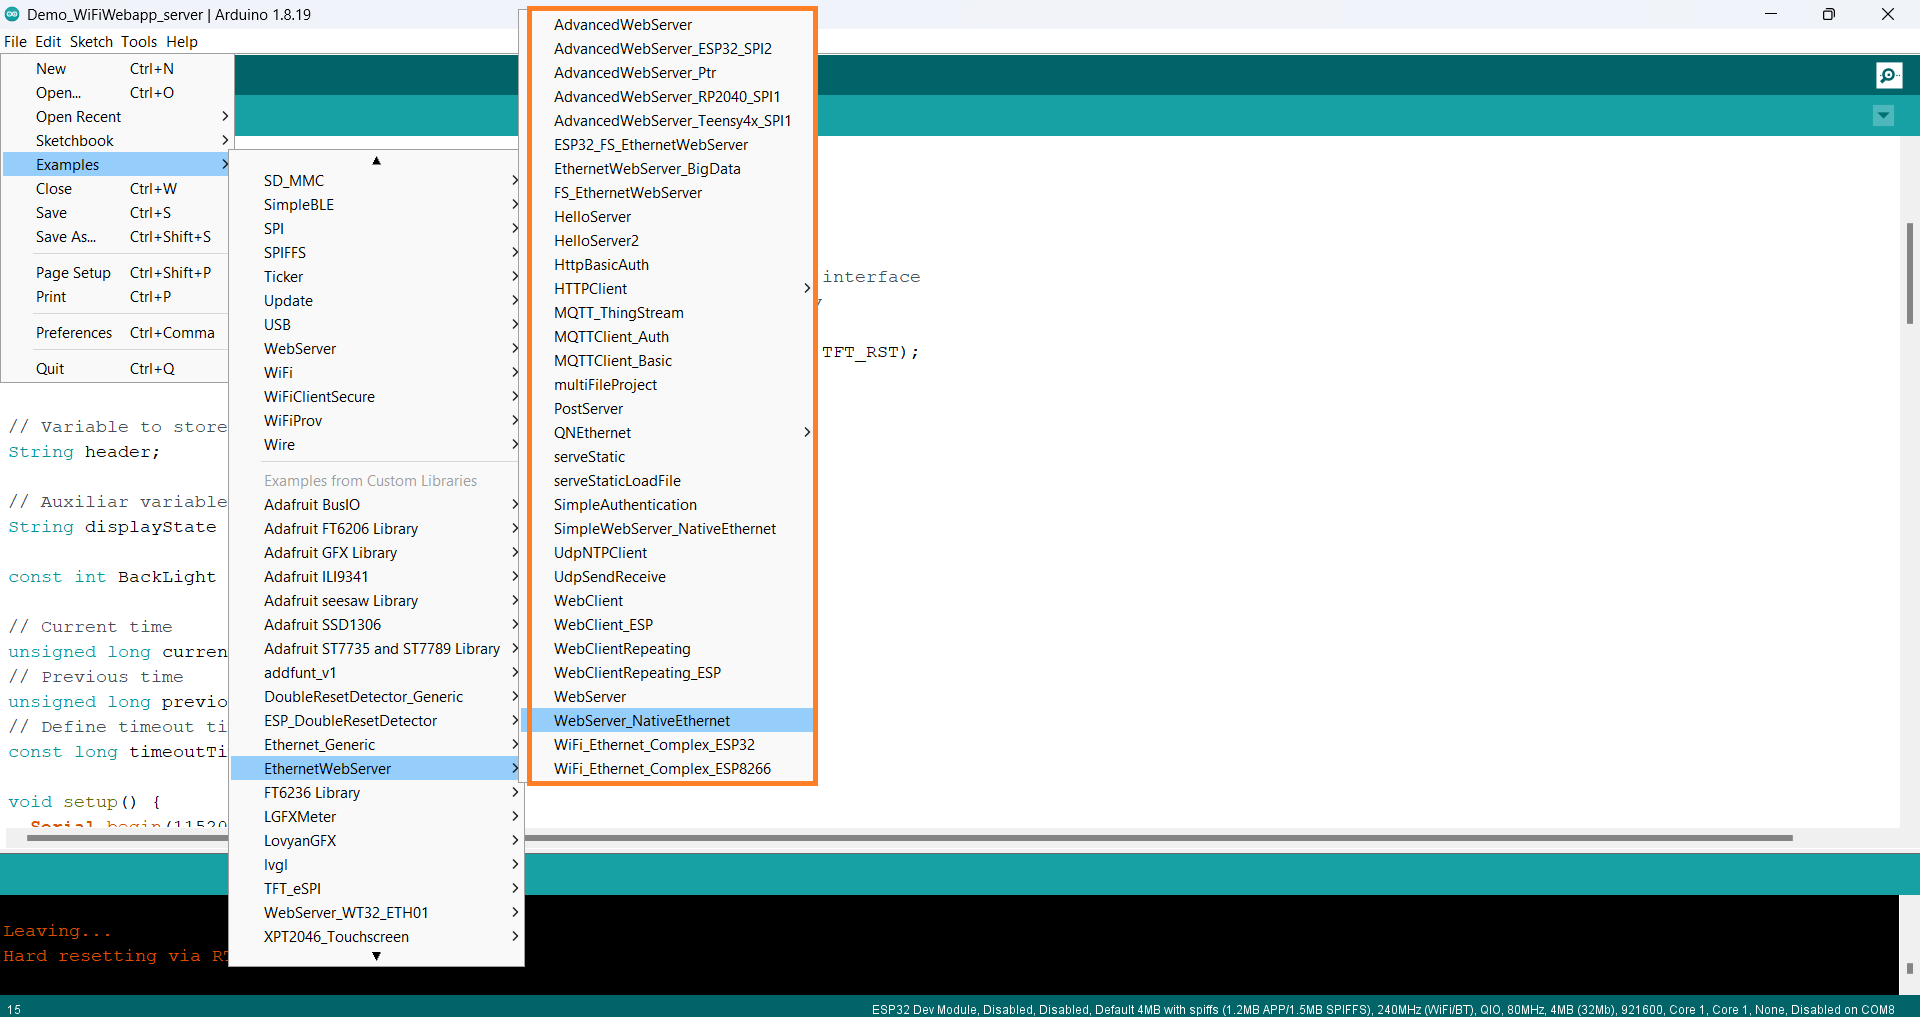 Demo_WiFiWebapp_server | Arduino 1.8.19
File Edit Sketch Tools Help
New Ctrl+N
Open... Ctrl+O
Open Recent
Sketchbook
Examples
Close Ctrl+W
Save Ctrl+S
Save As... Ctrl+Shift+S
Page Setup Ctrl+Shift+P
Print Ctrl+P
Preferences Ctrl+Comma
Quit Ctrl+Q
SD_MMC
SimpleBLE
SPI
SPIFFS
Ticker
Update
USB
WebServer
WiFi
WiFiClientSecure
WiFiProv
Wire
Examples from Custom Libraries
Adafruit BusIO
Adafruit FT6206 Library
Adafruit GFX Library
Adafruit ILI9341
Adafruit seesaw Library
Adafruit SSD1306
Adafruit ST7735 and ST7789 Library
addfunt_v1
DoubleResetDetector_Generic
ESP_DoubleResetDetector
Ethernet_Generic
EthernetWebServer
FT6236 Library
LGFXMeter
LovyanGFX
lvgl
TFT_eSPI
WebServer_WT32_ETH01
XPT2046_Touchscreen
AdvancedWebServer
AdvancedWebServer_ESP32_SPI2
AdvancedWebServer_Ptr
AdvancedWebServer_RP2040_SPI1
AdvancedWebServer_Teensy4x_SPI1
ESP32_FS_EthernetWebServer
EthernetWebServer_BigData
FS_EthernetWebServer
HelloServer
HelloServer2
HttpBasicAuth
HTTPClient
MQTT_ThingStream
MQTTClient_Auth
MQTTClient_Basic
multiFileProject
PostServer
QNEthernet
serveStatic
serveStaticLoadFile
SimpleAuthentication
SimpleWebServer_NativeEthernet
UdpNTPClient
UdpSendReceive
WebClient
WebClient_ESP
WebClientRepeating
WebClientRepeating_ESP
WebServer
WebServer_NativeEthernet
WiFi_Ethernet_Complex_ESP32
WiFi_Ethernet_Complex_ESP8266
interface
TFT_RST);
// Variable to store
String header;
// Auxiliar variable
String displayState
const int BackLight
// Current time
unsigned long curren
// Previous time
unsigned long previo
// Define timeout ti
const long timeoutTi
void setup() {
Serial.begin(11520
Leaving...
Hard resetting via RT
15
ESP32 Dev Module, Disabled, Disabled, Default 4MB with spiffs (1.2MB APP/1.5MB SPIFFS), 240MHz (WiFi/BT), QIO, 80MHz, 4MB (32Mb), 921600, Core 1, Core 1, None, Disabled on COM8